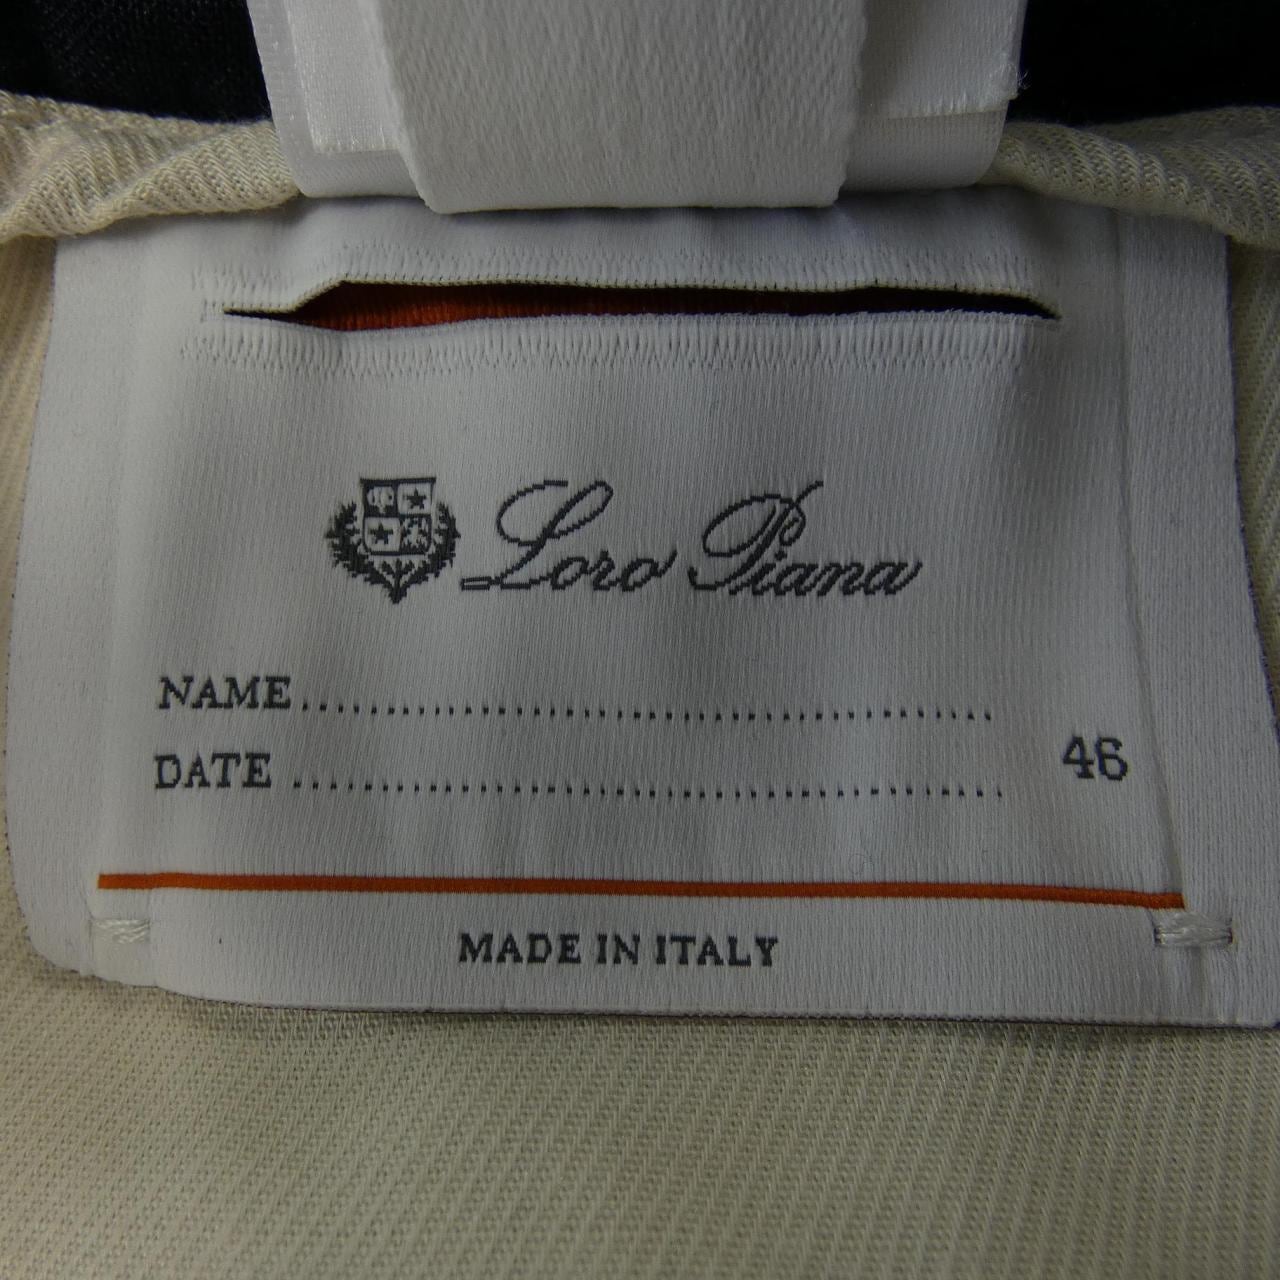 Loro Piana
NAME........................................
DATE ........................................ 46
MADE IN ITALY